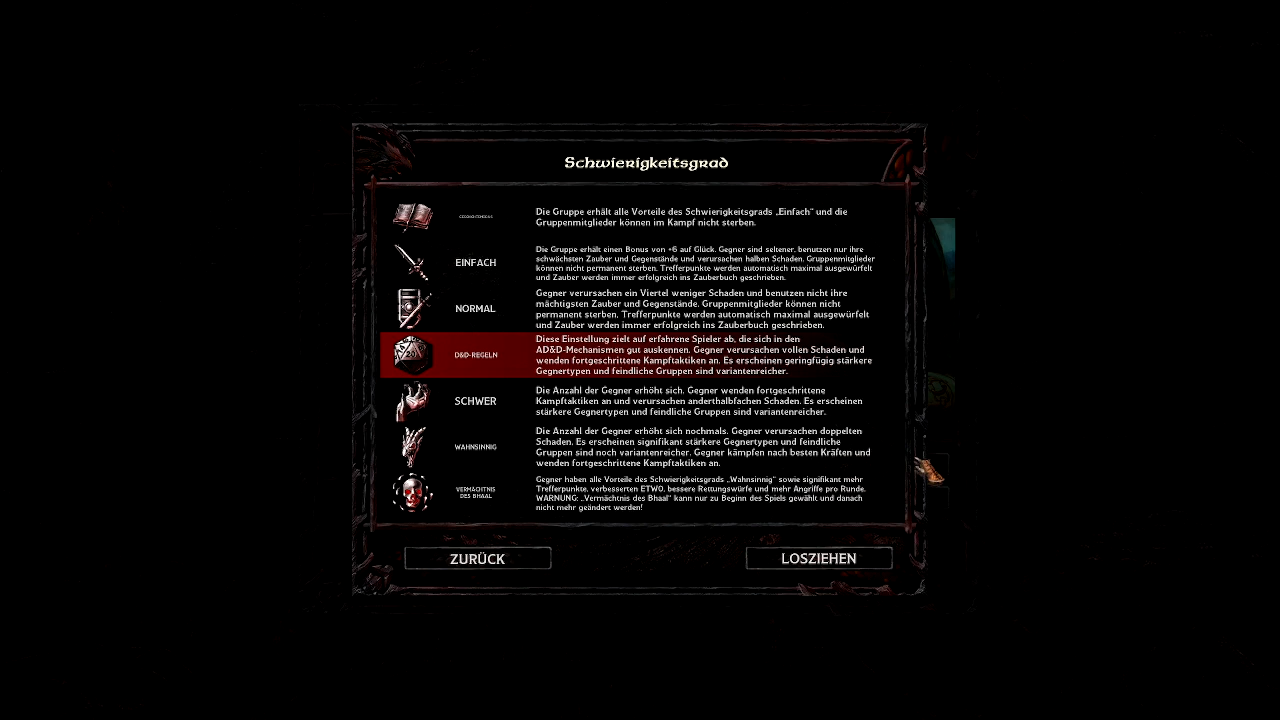 Schwierigkeitsgrad
GESCHICHTSMODUS
Die Gruppe erhält alle Vorteile des Schwierigkeitsgrads „Einfach“ und die
Gruppenmitglieder können im Kampf nicht sterben.
EINFACH
Die Gruppe erhält einen Bonus von +6 auf Glück. Gegner sind seltener, benutzen nur ihre
schwächsten Zauber und Gegenstände und verursachen halben Schaden. Gruppenmitglieder
können nicht permanent sterben. Trefferpunkte werden automatisch maximal ausgewürfelt
und Zauber werden immer erfolgreich ins Zauberbuch geschrieben.
NORMAL
Gegner verursachen ein Viertel weniger Schaden und benutzen nicht ihre
mächtigsten Zauber und Gegenstände. Gruppenmitglieder können nicht
permanent sterben. Trefferpunkte werden automatisch maximal ausgewürfelt
und Zauber werden immer erfolgreich ins Zauberbuch geschrieben.
D&D-REGELN
Diese Einstellung zielt auf erfahrene Spieler ab, die sich in den
AD&D-Mechanismen gut auskennen. Gegner verursachen vollen Schaden und
wenden fortgeschrittene Kampftaktiken an. Es erscheinen geringfügig stärkere
Gegnertypen und feindliche Gruppen sind variantenreicher.
SCHWER
Die Anzahl der Gegner erhöht sich. Gegner wenden fortgeschrittene
Kampftaktiken an und verursachen anderthalbfachen Schaden. Es erscheinen
stärkere Gegnertypen und feindliche Gruppen sind variantenreicher.
WAHNSINNIG
Die Anzahl der Gegner erhöht sich nochmals. Gegner verursachen doppelten
Schaden. Es erscheinen signifikant stärkere Gegnertypen und feindliche
Gruppen sind noch variantenreicher. Gegner kämpfen nach besten Kräften und
wenden fortgeschrittene Kampftaktiken an.
VERMÄCHTNIS
DES BHAAL
Gegner haben alle Vorteile des Schwierigkeitsgrads „Wahnsinnig“ sowie signifikant mehr
Trefferpunkte, verbesserten ETW0, bessere Rettungswürfe und mehr Angriffe pro Runde.
WARNUNG: „Vermächtnis des Bhaal“ kann nur zu Beginn des Spiels gewählt und danach
nicht mehr geändert werden!
ZURÜCK
LOSZIEHEN